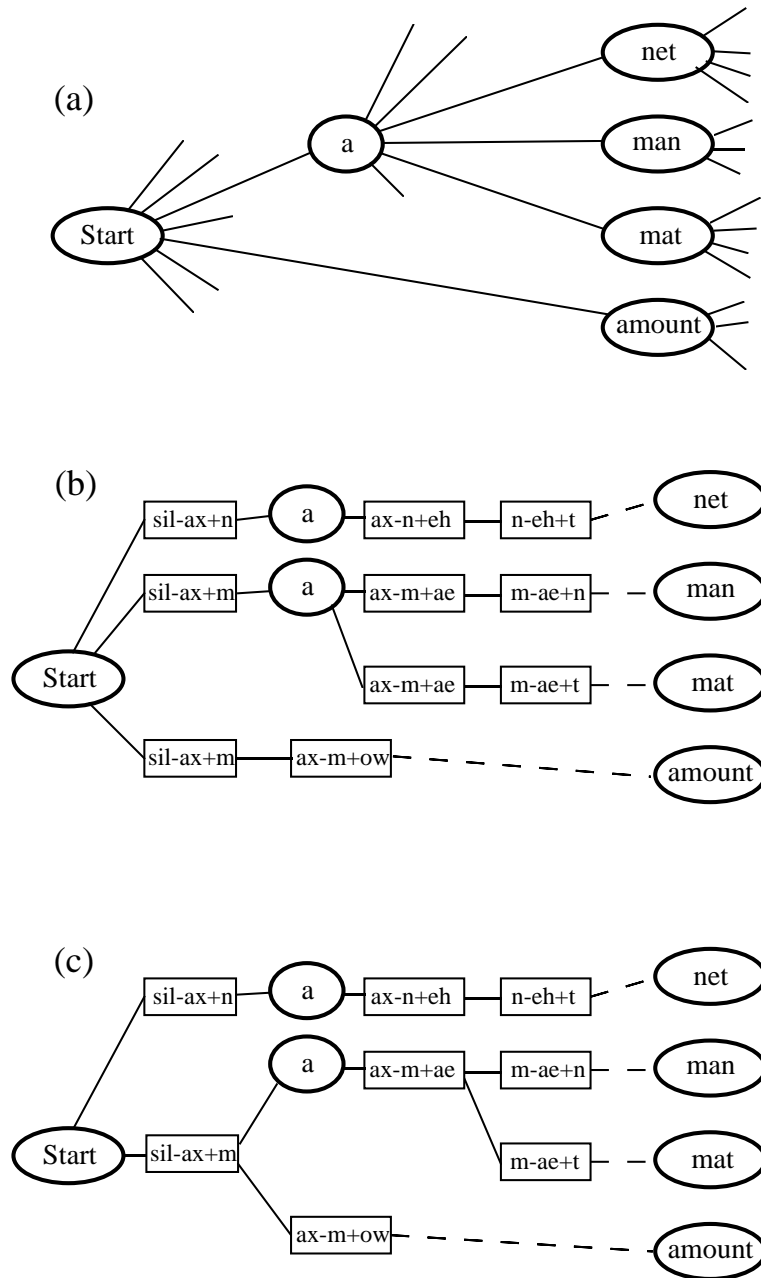 net
(a)
a
man
Start
mat
amount
(b)
sil-ax+n a ax-n+eh n-eh+t net
sil-ax+m a ax-m+ae m-ae+n man
Start
ax-m+ae m-ae+t mat
sil-ax+m ax-m+ow amount
(c)
sil-ax+n a ax-n+eh n-eh+t net
a ax-m+ae m-ae+n man
Start sil-ax+m m-ae+t mat
ax-m+ow amount